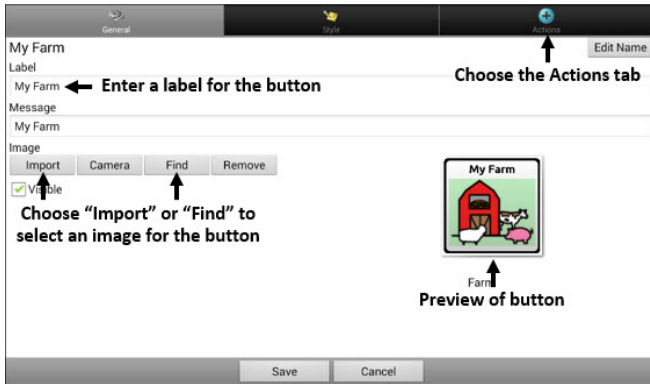 General
Style
Actions
My Farm
Edit Name
Choose the Actions tab
Label
My Farm
Enter a label for the button
Message
My Farm
Image
Import
Camera
Find
Remove
Visible
My Farm
Choose “Import” or “Find” to
select an image for the button
Farm
Preview of button
Save
Cancel